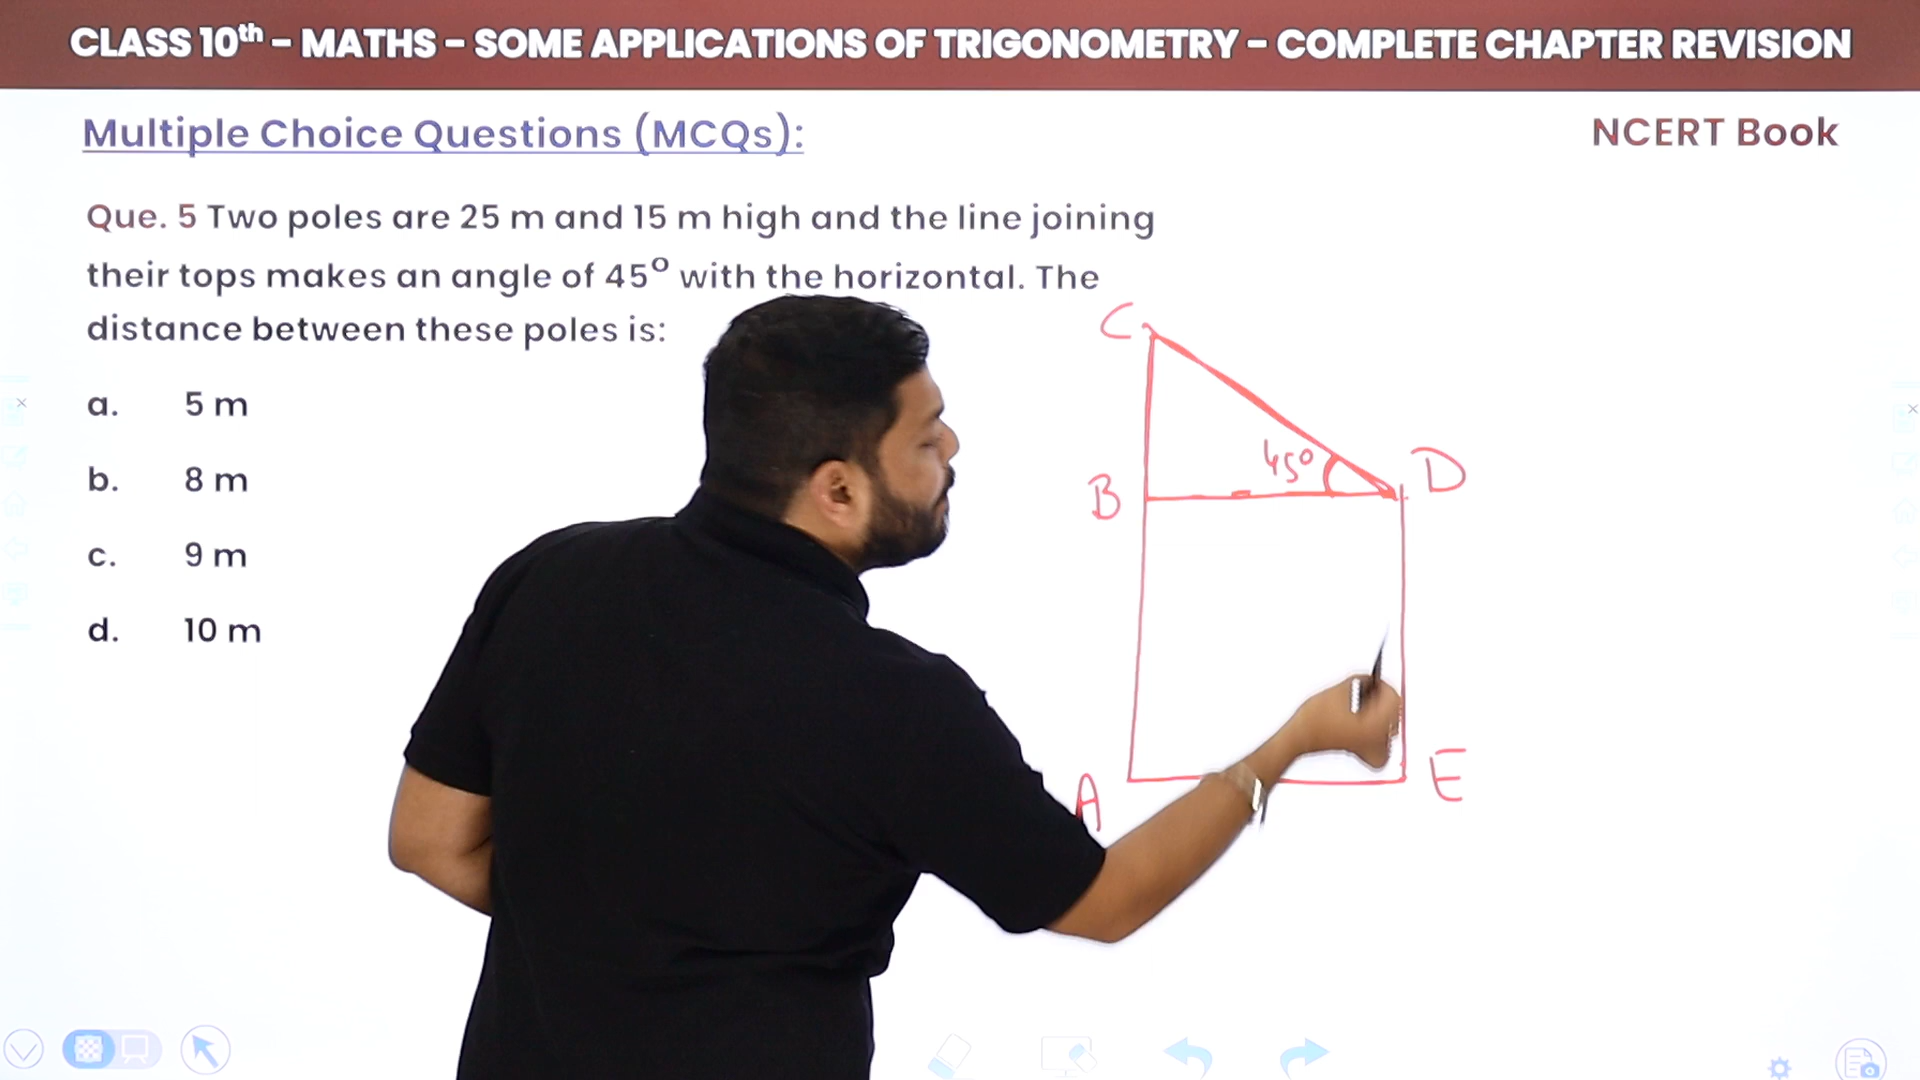 CLASS 10th – MATHS – SOME APPLICATIONS OF TRIGONOMETRY – COMPLETE CHAPTER REVISION
Multiple Choice Questions (MCQs):
NCERT Book
Que. 5 Two poles are 25 m and 15 m high and the line joining
their tops makes an angle of 45° with the horizontal. The
distance between these poles is:
a. 5 m
b. 8 m
c. 9 m
d. 10 m
C
45°
D
B
A
E